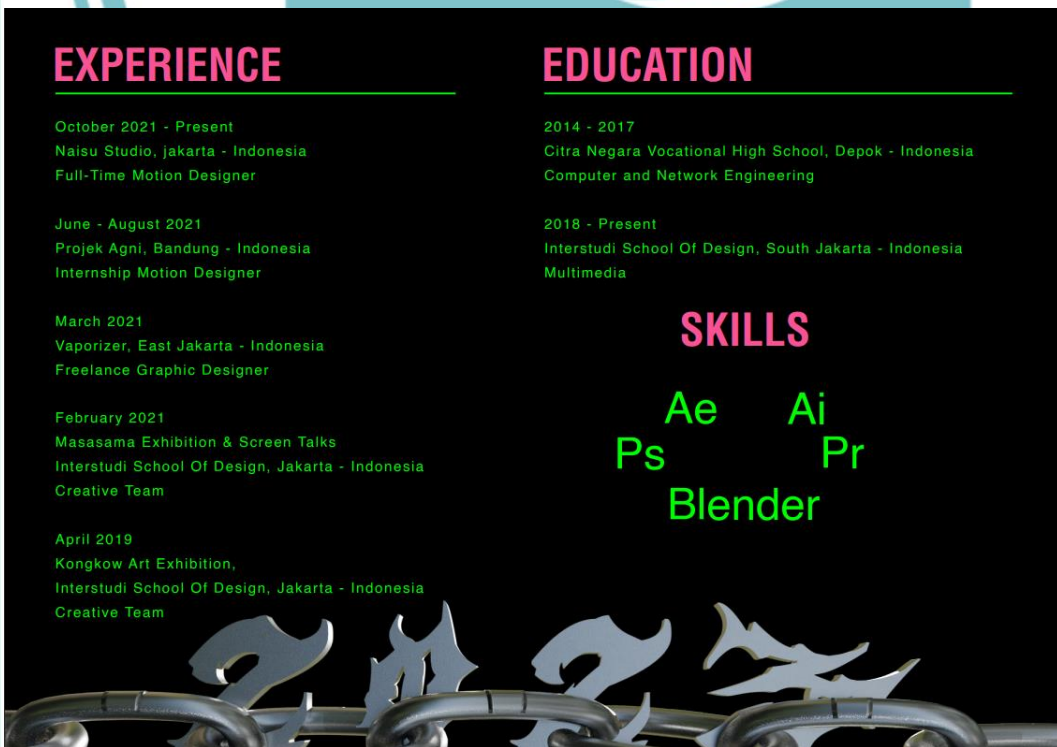 EXPERIENCE
October 2021 - Present
Naisu Studio, jakarta - Indonesia
Full-Time Motion Designer
June - August 2021
Projek Agni, Bandung - Indonesia
Internship Motion Designer
March 2021
Vaporizer, East Jakarta - Indonesia
Freelance Graphic Designer
February 2021
Masasama Exhibition & Screen Talks
Interstudi School Of Design, Jakarta - Indonesia
Creative Team
April 2019
Kongkow Art Exhibition,
Interstudi School Of Design, Jakarta - Indonesia
Creative Team
EDUCATION
2014 - 2017
Citra Negara Vocational High School, Depok - Indonesia
Computer and Network Engineering
2018 - Present
Interstudi School Of Design, South Jakarta - Indonesia
Multimedia
SKILLS
Ae Ai
Ps Pr
Blender